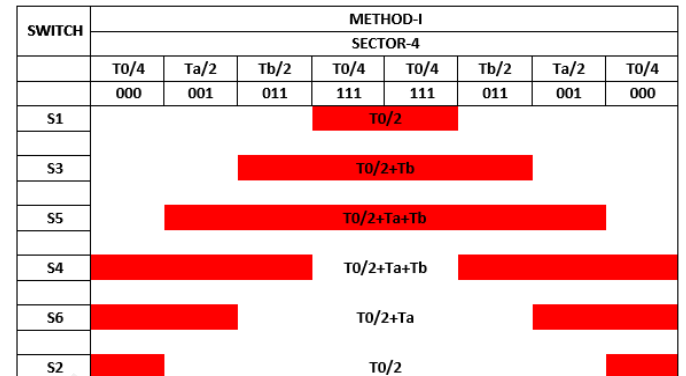 SWITCH
METHOD-I
SECTOR-4
T0/4 Ta/2 Tb/2 T0/4 T0/4 Tb/2 Ta/2 T0/4
000 001 011 111 111 011 001 000
S1 T0/2
S3 T0/2+Tb
S5 T0/2+Ta+Tb
S4 T0/2+Ta+Tb
S6 T0/2+Ta
S2 T0/2